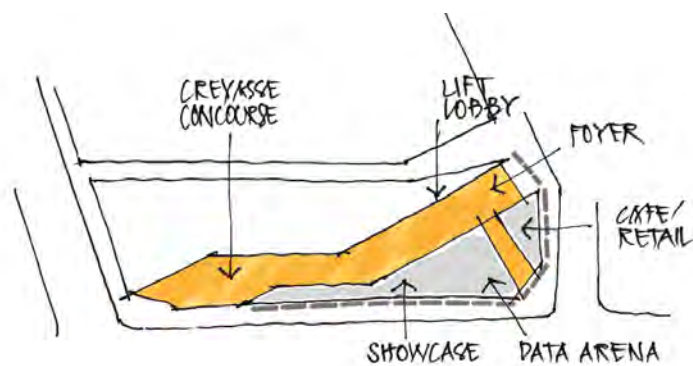 CREVASSE
CONCOURSE
LIFT
LOBBY
FOYER
CAFE/
RETAIL
SHOWCASE
DATA ARENA